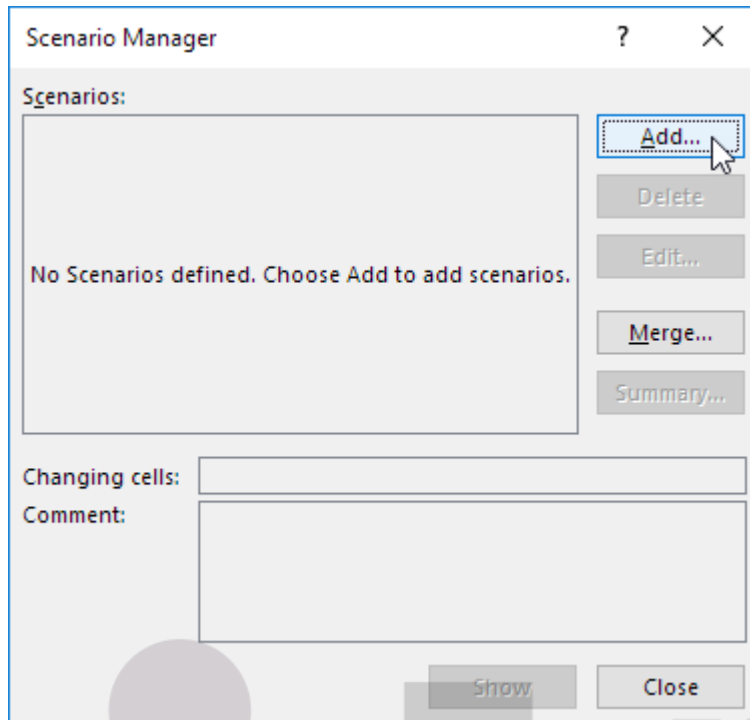 Scenario Manager
?
Scenarios:
Add...
Delete
No Scenarios defined. Choose Add to add scenarios.
Edit...
Merge...
Summary...
Changing cells:
Comment:
Show
Close